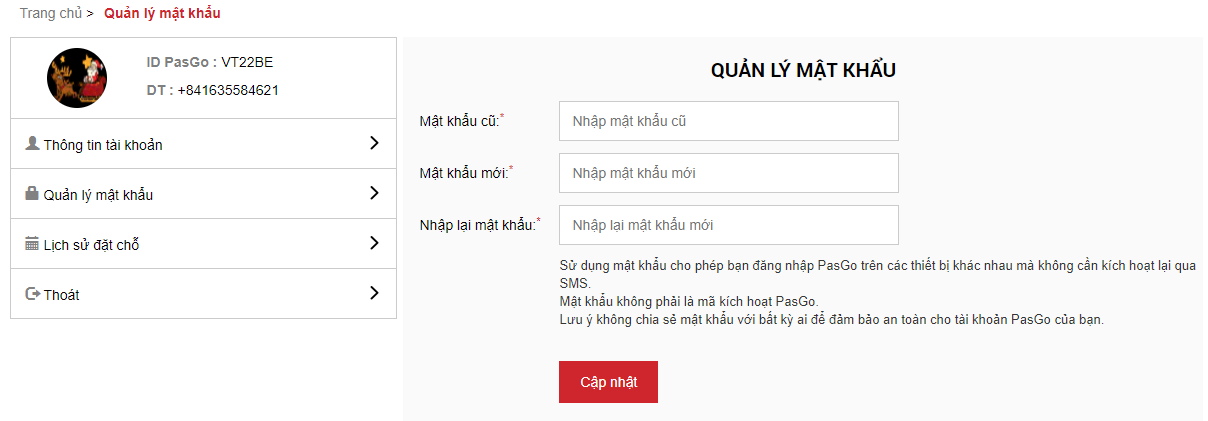 Trang chủ > Quản lý mật khẩu
ID PasGo : VT22BE
DT : +841635584621
Thông tin tài khoản
Quản lý mật khẩu
Lịch sử đặt chỗ
Thoát
QUẢN LÝ MẬT KHẨU
Mật khẩu cũ:* Nhập mật khẩu cũ
Mật khẩu mới:* Nhập mật khẩu mới
Nhập lại mật khẩu:* Nhập lại mật khẩu mới
Sử dụng mật khẩu cho phép bạn đăng nhập PasGo trên các thiết bị khác nhau mà không cần kích hoạt lại qua
SMS.
Mật khẩu không phải là mã kích hoạt PasGo.
Lưu ý không chia sẻ mật khẩu với bất kỳ ai để đảm bảo an toàn cho tài khoản PasGo của bạn.
Cập nhật